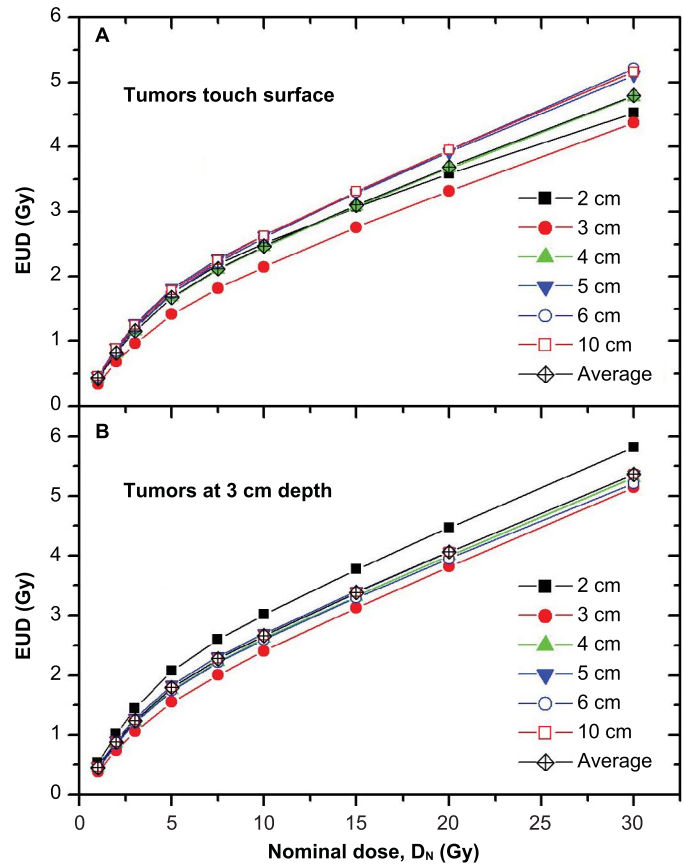 A
Tumors touch surface
EUD (Gy)
6
5
4
3
2
1
0
2 cm
3 cm
4 cm
5 cm
6 cm
10 cm
Average
B
Tumors at 3 cm depth
EUD (Gy)
6
5
4
3
2
1
0
2 cm
3 cm
4 cm
5 cm
6 cm
10 cm
Average
0 5 10 15 20 25 30
Nominal dose, D_N (Gy)